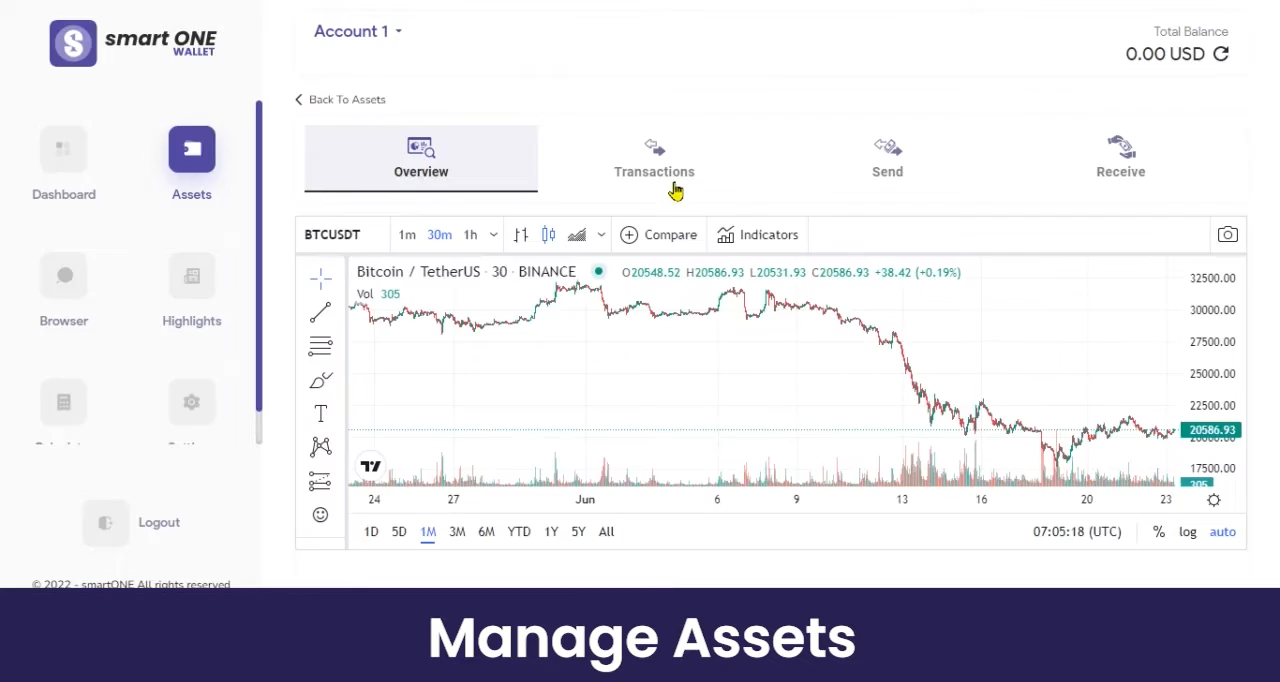 smart ONE
WALLET
Account 1
Total Balance
0.00 USD
Back To Assets
Dashboard
Assets
Overview
Transactions
Send
Receive
BTCUSDT
1m 30m 1h
Compare
Indicators
Bitcoin / TetherUS · 30 · BINANCE
O20548.52 H20586.93 L20531.93 C20586.93 +38.42 (+0.19%)
Vol 305
32500.00
30000.00
27500.00
25000.00
22500.00
20586.93
20000.00
17500.00
305
Browser
Highlights
24 27 Jun 6 9 13 16 20 23
1D 5D 1M 3M 6M YTD 1Y 5Y All
07:05:18 (UTC) % log auto
Logout
© 2022 - smartONE All rights reserved
Manage Assets